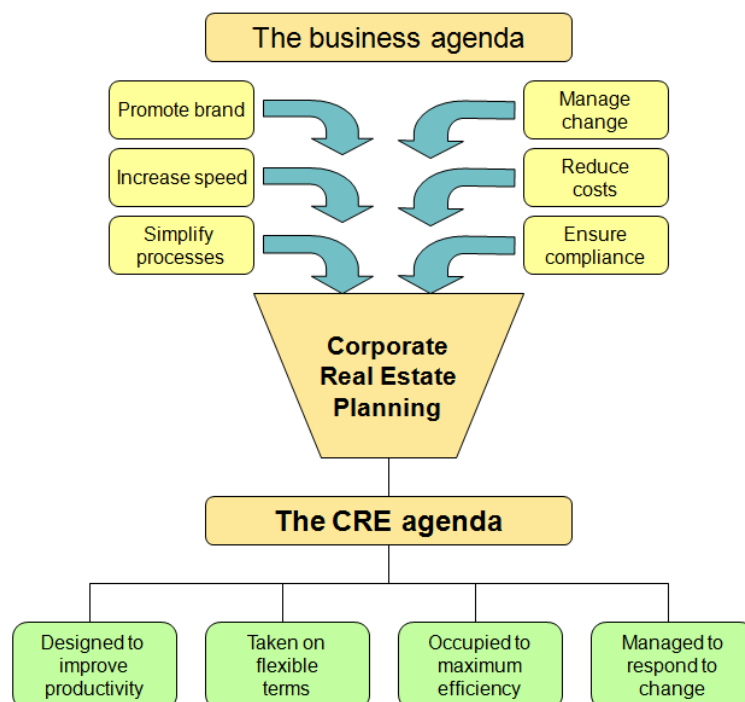 The business agenda
Promote brand
Manage
change
Increase speed
Reduce
costs
Simplify
processes
Ensure
compliance
Corporate
Real Estate
Planning
The CRE agenda
Designed to
improve
productivity
Taken on
flexible
terms
Occupied to
maximum
efficiency
Managed to
respond to
change